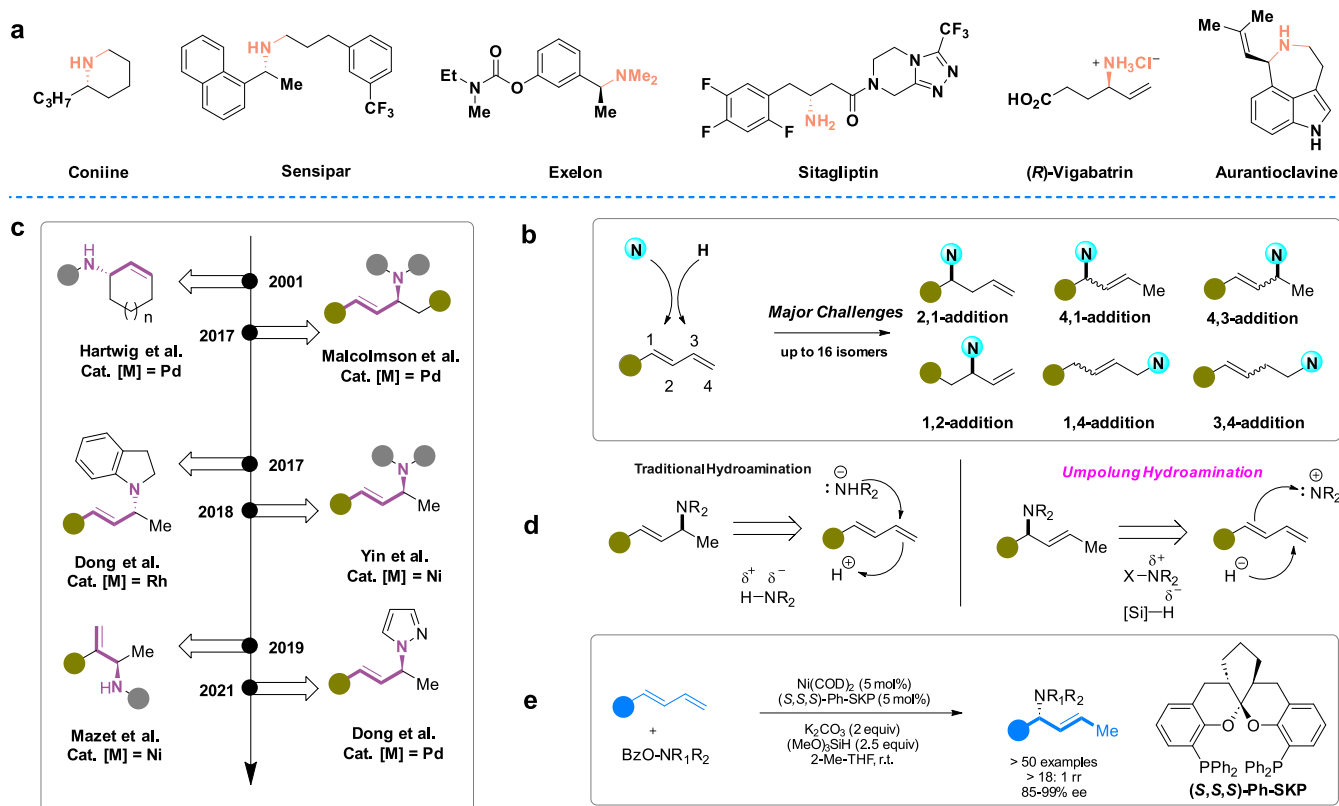 a
HN
C₃H₇
Coniine
HN
Me
CF₃
Sensipar
Et
N
Me
O
O
NMe₂
Me
Exelon
F
F
F
NH₂
O
N
N
N
N
CF₃
Sitagliptin
+ NH₃Cl⁻
HO₂C
(R)-Vigabatrin
Me
Me
N
H
N
H
Aurantioclavine
c
H
N
n
Hartwig et al.
Cat. [M] = Pd
2001
2017
N
Malcolmson et al.
Cat. [M] = Pd
N
Me
Dong et al.
Cat. [M] = Rh
2017
2018
N
Me
Yin et al.
Cat. [M] = Ni
Me
HN
Mazet et al.
Cat. [M] = Ni
2019
2021
N
N
Me
Dong et al.
Cat. [M] = Pd
b
N
H
1
3
2
4
Major Challenges
up to 16 isomers
N
2,1-addition
N
Me
4,1-addition
N
Me
4,3-addition
N
1,2-addition
N
1,4-addition
N
3,4-addition
d
Traditional Hydroamination
NR₂
Me
⊖
:NHR₂
H⊕
δ⁺ δ⁻
H−NR₂
Umpolung Hydroamination
NR₂
Me
⊕
:NR₂
H⊖
δ⁺
X−NR₂
δ⁻
[Si]−H
e
+
BzO-NR₁R₂
Ni(COD)₂ (5 mol%)
(S,S,S)-Ph-SKP (5 mol%)
K₂CO₃ (2 equiv)
(MeO)₃SiH (2.5 equiv)
2-Me-THF, r.t.
NR₁R₂
Me
> 50 examples
> 18: 1 rr
85-99% ee
O
O
PPh₂
Ph₂P
(S,S,S)-Ph-SKP